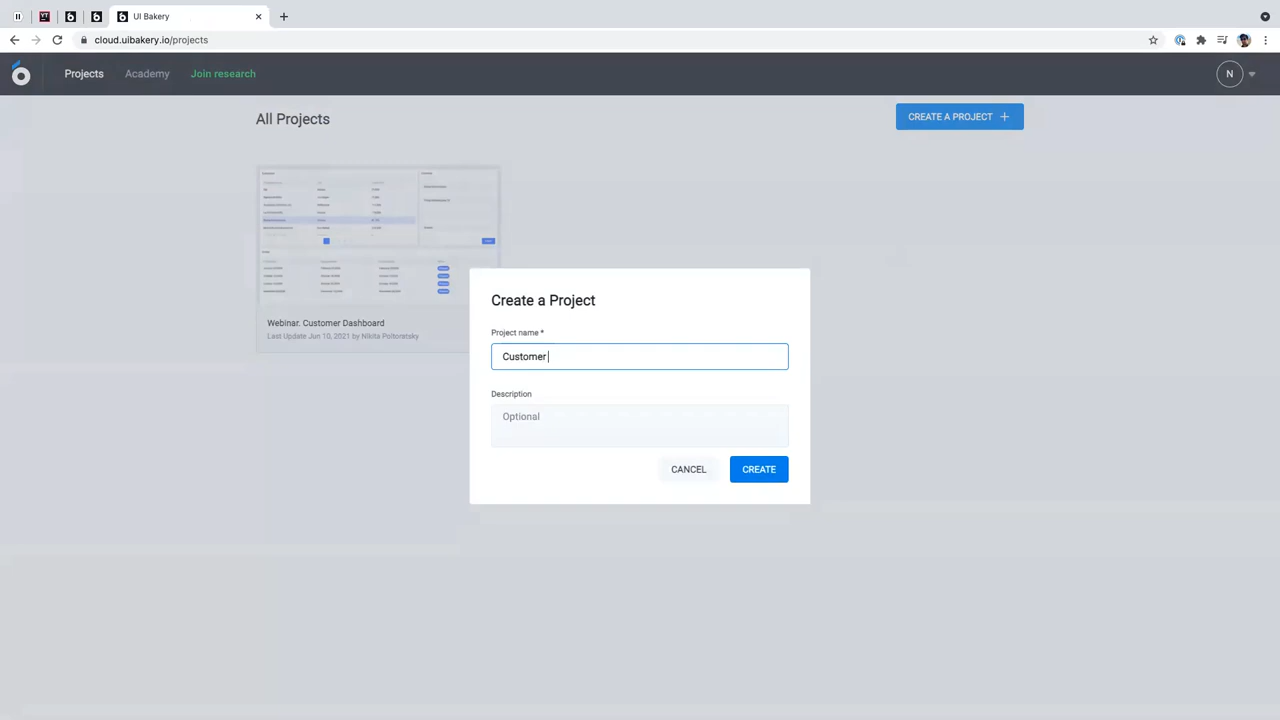 UI Bakery
cloud.uibakery.io/projects
Projects
Academy
Join research
N
All Projects
CREATE A PROJECT
Webinar. Customer Dashboard
Last Update Jun 10, 2021 by Nikita Poltoratsky
Create a Project
Project name *
Customer
Description
Optional
CANCEL
CREATE